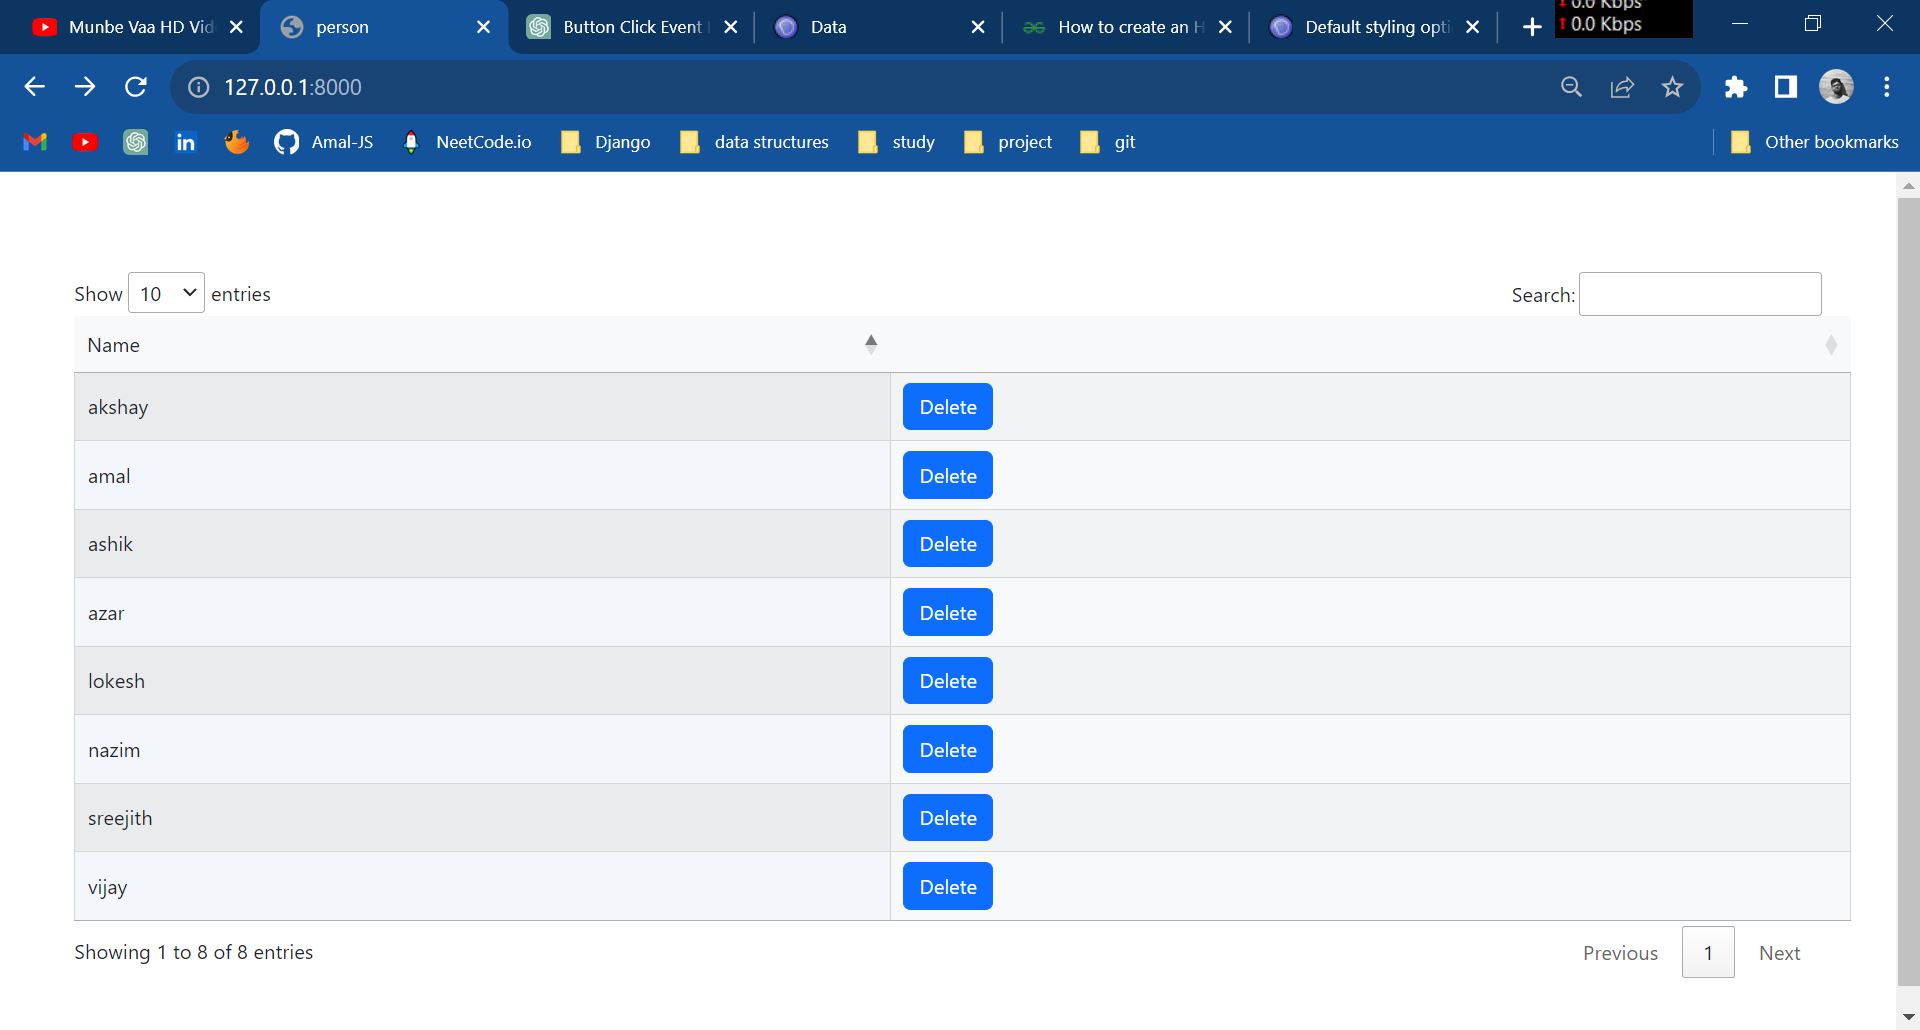 Munbe Vaa HD Vid
person
Button Click Event
Data
How to create an H
Default styling opti
0.0 Kbps
0.0 Kbps
127.0.0.1:8000
Amal-JS
NeetCode.io
Django
data structures
study
project
git
Other bookmarks
Show 10 entries
Search:
Name
akshay Delete
amal Delete
ashik Delete
azar Delete
lokesh Delete
nazim Delete
sreejith Delete
vijay Delete
Showing 1 to 8 of 8 entries
Previous 1 Next